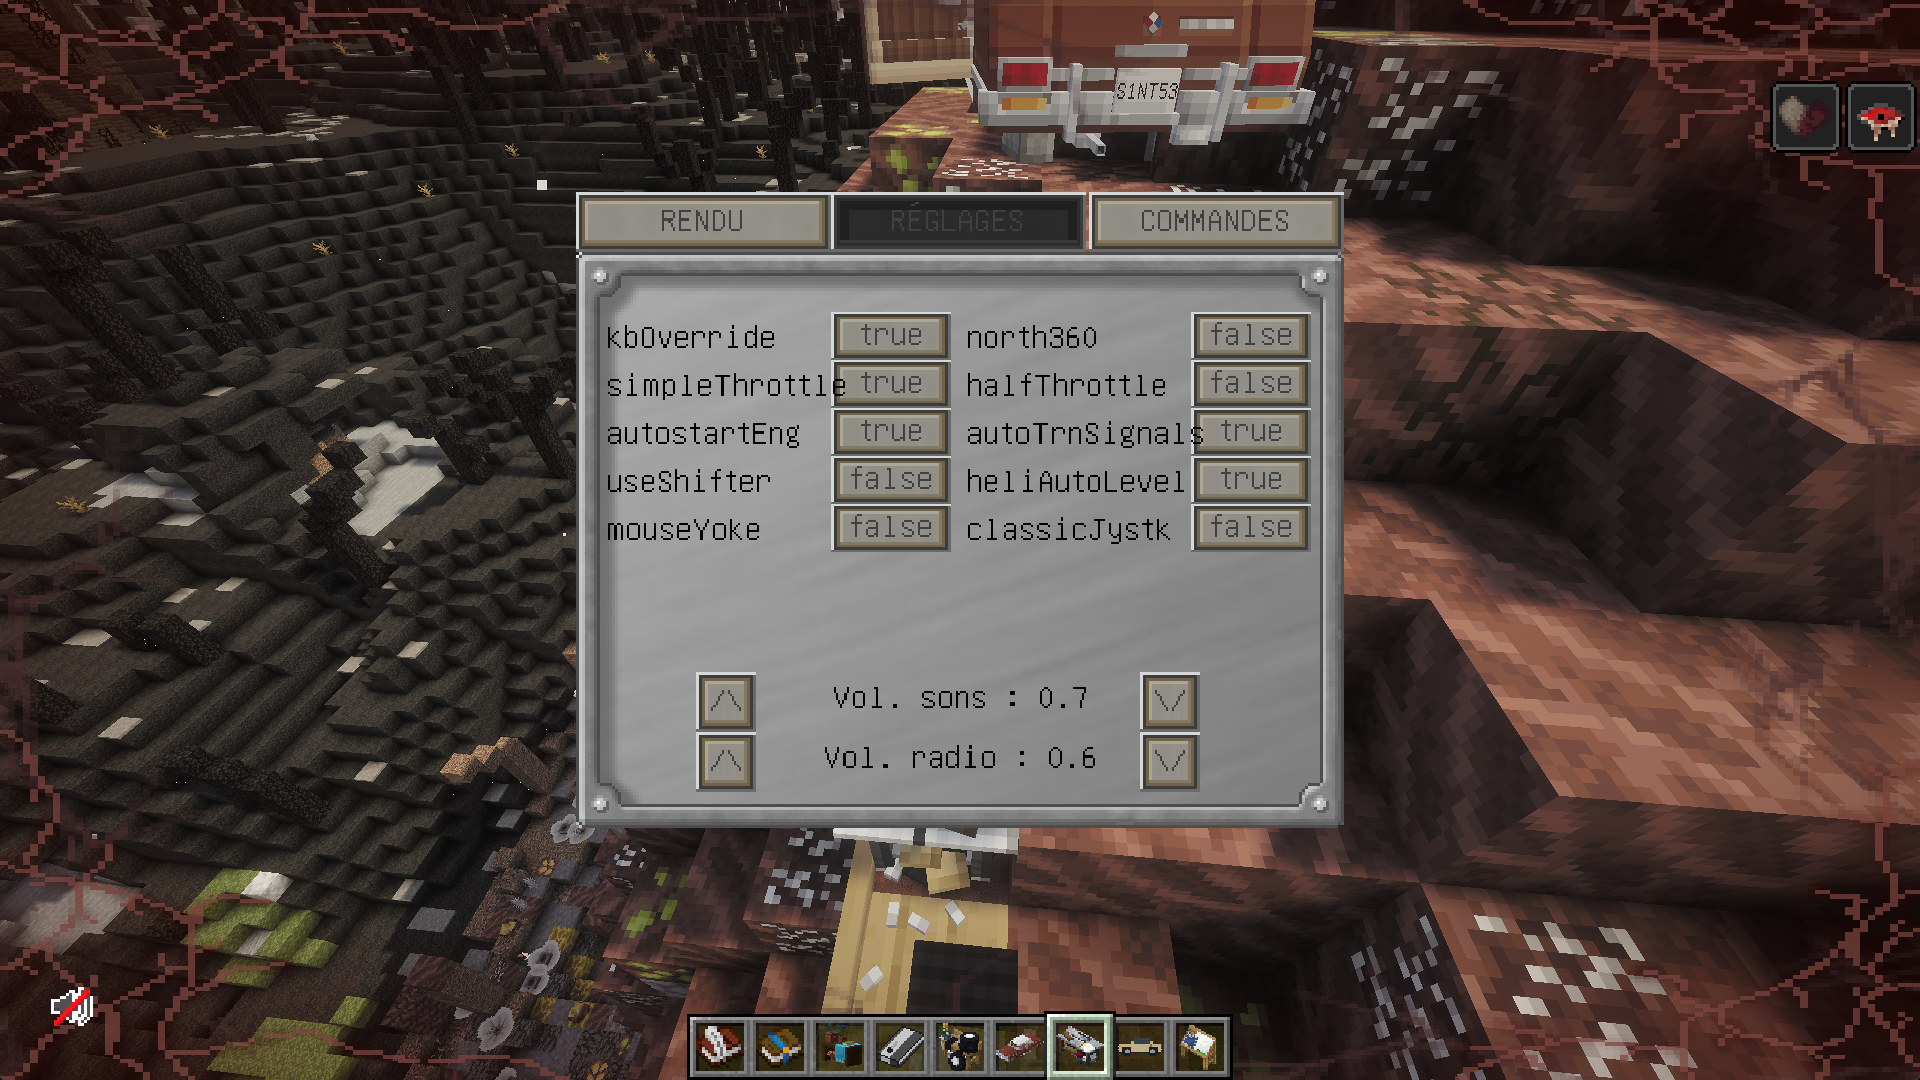 S1NT53
RENDU
RÉGLAGES
COMMANDES
kbOverride true north360 false
simpleThrottle true halfThrottle false
autostartEng true autoTrnSignals true
useShifter false heliAutoLevel true
mouseYoke false classicJystk false
/\ Vol. sons : 0.7 \/
/\ Vol. radio : 0.6 \/